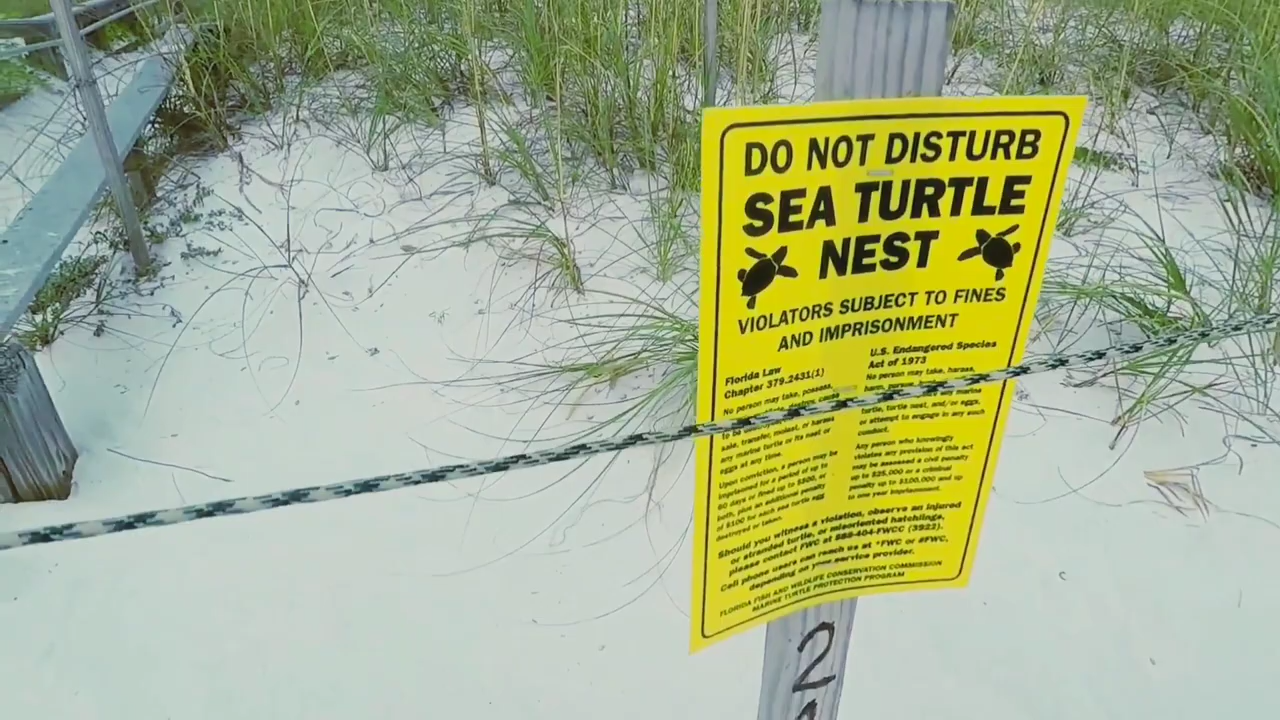 DO NOT DISTURB
SEA TURTLE
NEST
VIOLATORS SUBJECT TO FINES
AND IMPRISONMENT
Florida Law
Chapter 379.2431(1)
No person may take, possess,
to be
sale, transfer, molest, or harass
any marine turtle or its nest or
eggs at any time.
Upon conviction, a person may be
imprisoned for a period of up to
60 days or fined up to $500, or
both, plus an additional penalty
of $100 for each sea turtle egg
destroyed or taken.
U.S. Endangered Species
Act of 1973
No person may take, harass,
harm, pursue, any marine
turtle, turtle nest, and/or eggs,
or attempt to engage in any such
conduct.
Any person who knowingly
violates any provision of this act
may be assessed a civil penalty
up to $25,000 or a criminal
penalty up to $100,000 and up
to one year imprisonment.
Should you witness a violation, observe an injured
or stranded turtle, or misoriented hatchlings,
please contact FWC at 888-404-FWCC (3922).
Cell phone users can reach us at *FWC or #FWC,
depending on your service provider.
FLORIDA FISH AND WILDLIFE CONSERVATION COMMISSION
MARINE TURTLE PROTECTION PROGRAM
2